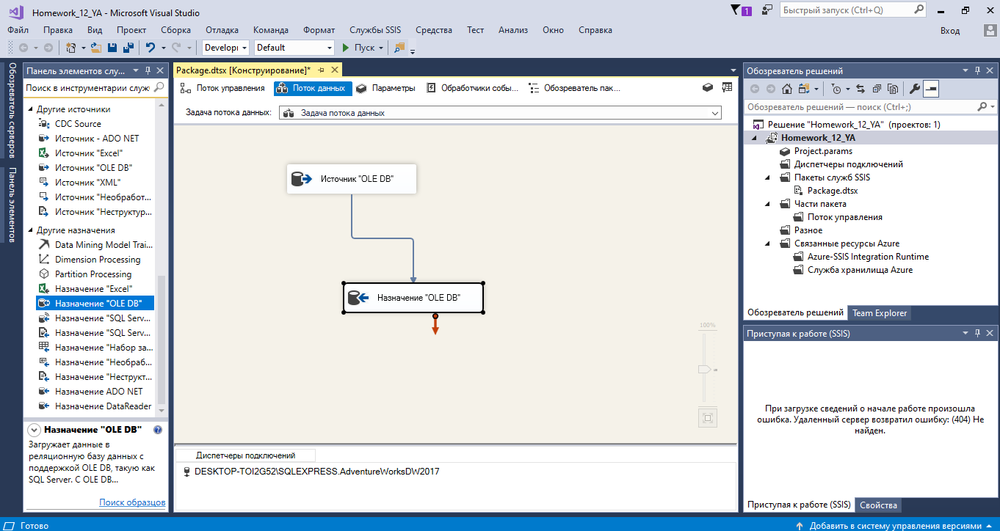 Homework_12_YA - Microsoft Visual Studio
1
Быстрый запуск (Ctrl+Q)
Файл Правка Вид Проект Сборка Отладка Команда Формат Службы SSIS Средства Тест Анализ Окно Справка
Вход
Developı Default Пуск
Обозреватель серверов
Панель элементов
Панель элементов слу...
Поиск в инструментарии служ
Другие источники
CDC Source
Источник - ADO NET
Источник "Excel"
Источник "OLE DB"
Источник "XML"
Источник "Необработ...
Источник "Неструктур...
Другие назначения
Data Mining Model Trai...
Dimension Processing
Partition Processing
Назначение "Excel"
Назначение "OLE DB"
Назначение "SQL Serv...
Назначение "SQL Serv...
Назначение "Набор за...
Назначение "Необраб...
Назначение "Неструкт...
Назначение ADO NET
Назначение DataReader
Назначение "OLE DB"
Загружает данные в
реляционную базу данных с
поддержкой OLE DB, такую как
SQL Server. С OLE DB...
Поиск образцов
Package.dtsx [Конструирование]*
Поток управления Поток данных Параметры Обработчики собы... Обозреватель пак...
Задача потока данных: Задача потока данных
Источник "OLE DB"
Назначение "OLE DB"
100%
Диспетчеры подключений
DESKTOP-TOI2G52\SQLEXPRESS.AdventureWorksDW2017
Обозреватель решений
Обозреватель решений — поиск (Ctrl+;)
Решение "Homework_12_YA" (проектов: 1)
Homework_12_YA
Project.params
Диспетчеры подключений
Пакеты служб SSIS
Package.dtsx
Части пакета
Поток управления
Разное
Связанные ресурсы Azure
Azure-SSIS Integration Runtime
Служба хранилища Azure
Обозреватель решений Team Explorer
Приступая к работе (SSIS)
При загрузке сведений о начале работе произошла
ошибка. Удаленный сервер возвратил ошибку: (404) Не
найден.
Приступая к работе (SSIS) Свойства
Готово
Добавить в систему управления версиями